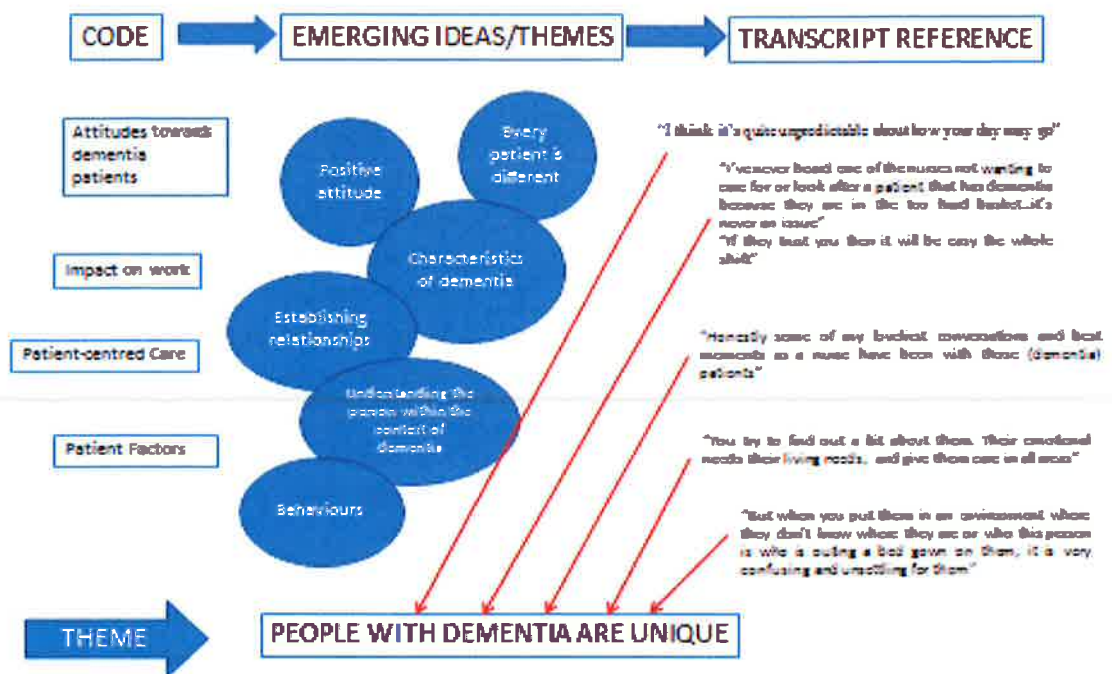 CODE
EMERGING IDEAS/THEMES
TRANSCRIPT REFERENCE
Attitudes towards
dementia
patients
Impact on work
Patient-centred Care
Patient Factors
Positive
attitude
Every
patient is
different
Characteristics
of dementia
Establishing
relationships
Understanding the
person within the
context of
dementia
Behaviours
"I think it's quite unpredictable about how your day may go"
"I've never heard one of the nurses not wanting to
care for or look after a patient that has dementia
because they are in the too hard basket..it's
never an issue"
"If they trust you then it will be easy the whole
shift"
"Honestly some of my loveliest conversations and best
moments as a nurse have been with those (dementia)
patients"
"You try to find out a bit about them. Their emotional
needs their living needs, and give them care in all areas"
"But when you put them in an environment where
they don't know where they are or who this person
is who is puting a bed gown on them, it is very
confusing and unsettling for them"
THEME
PEOPLE WITH DEMENTIA ARE UNIQUE